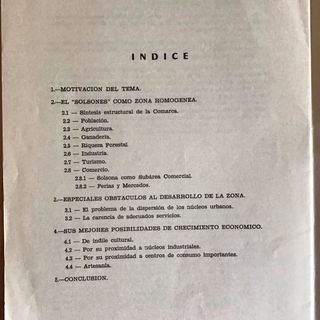 INDICE
1.—MOTIVACION DEL TEMA.
2.—EL "SOLSONES" COMO ZONA HOMOGENEA.
2.1 — Síntesis estructural de la Comarca.
2.2 — Población.
2.3 — Agricultura.
2.4 — Ganadería.
2.5 — Riqueza Forestal
2.6 — Industria.
2.7 — Turismo.
2.8 — Comercio.
2.8.1 — Solsona como Subárea Comercial.
2.8.2 — Ferias y Mercados.
3.—ESPECIALES OBSTACULOS AL DESARROLLO DE LA ZONA.
3.1 — El problema de la dispersión de los núcleos urbanos.
3.2 — La carencia de adecuados servicios.
4.—SUS MEJORES POSIBILIDADES DE CRECIMIENTO ECONOMICO.
4.1 — De índile cultural.
4.2 — Por su proximidad a núcleos industriales.
4.3 — Por su proximidad a centros de consumo importantes.
4.4 — Artesanía.
5.—CONCLUSION.